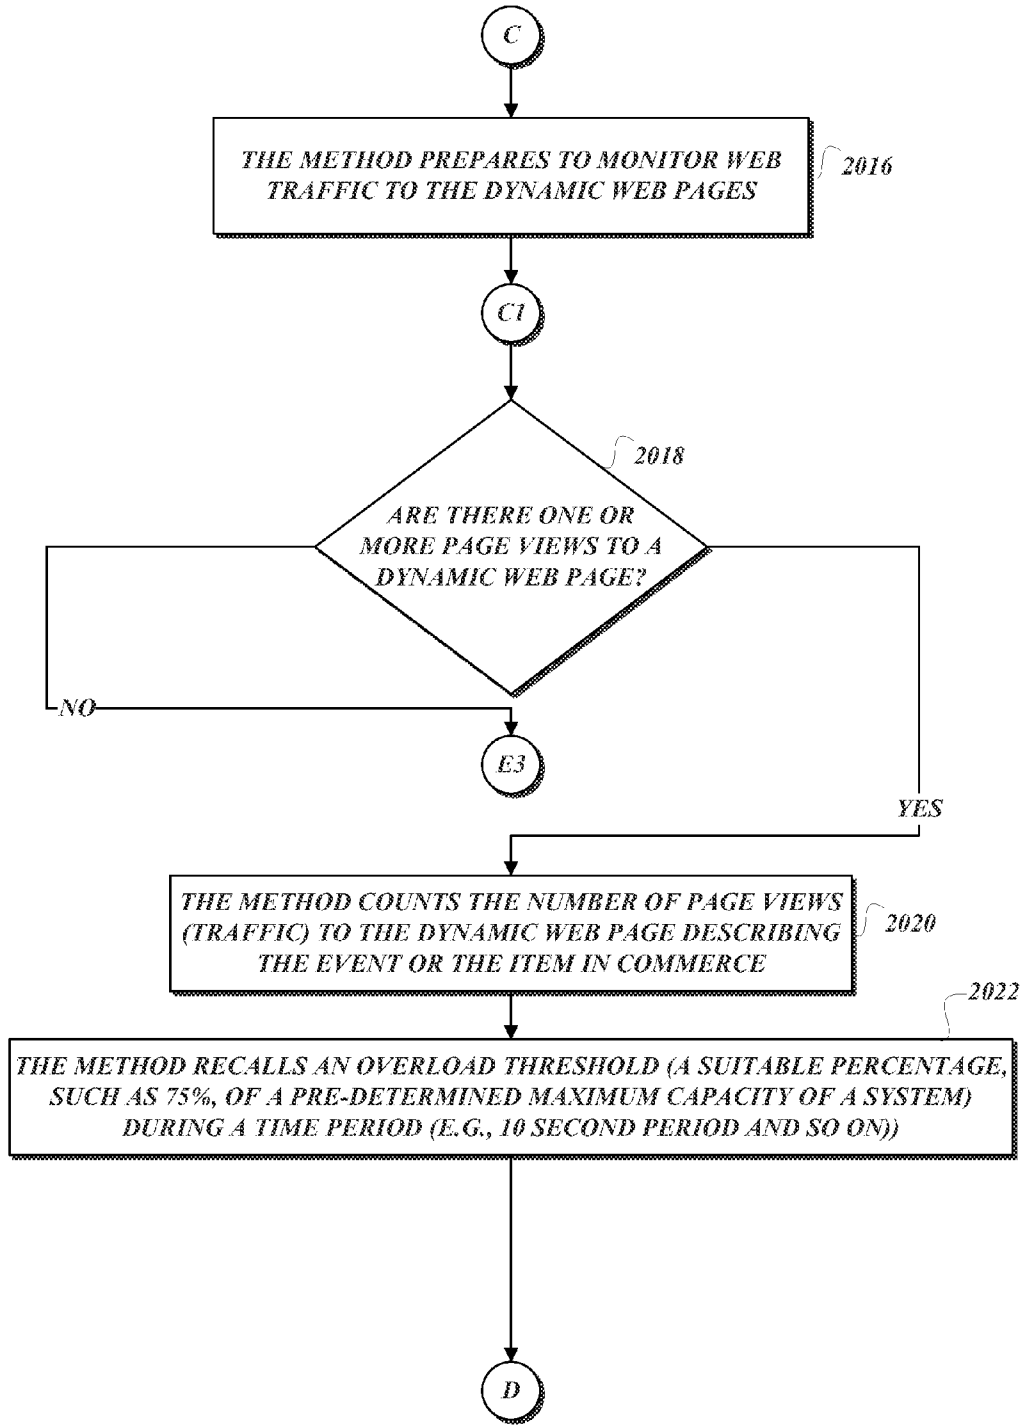 C
THE METHOD PREPARES TO MONITOR WEB
TRAFFIC TO THE DYNAMIC WEB PAGES
2016
C1
2018
ARE THERE ONE OR
MORE PAGE VIEWS TO A
DYNAMIC WEB PAGE?
NO
E3
YES
THE METHOD COUNTS THE NUMBER OF PAGE VIEWS
(TRAFFIC) TO THE DYNAMIC WEB PAGE DESCRIBING
THE EVENT OR THE ITEM IN COMMERCE
2020
2022
THE METHOD RECALLS AN OVERLOAD THRESHOLD (A SUITABLE PERCENTAGE,
SUCH AS 75%, OF A PRE-DETERMINED MAXIMUM CAPACITY OF A SYSTEM)
DURING A TIME PERIOD (E.G., 10 SECOND PERIOD AND SO ON))
D